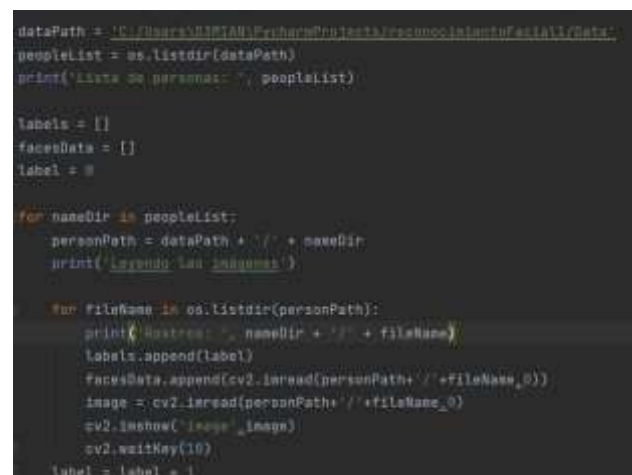 dataPath = 'C:/Users\D3MIAN\PycharmProjects/reconocimientoFacial1/Data'
peopleList = os.listdir(dataPath)
print('Lista de personas: ', peopleList)
labels = []
facesData = []
label = 0
for nameDir in peopleList:
personPath = dataPath + '/' + nameDir
print('Leyendo las imágenes')
for fileName in os.listdir(personPath):
print('Rostros: ', nameDir + '/' + fileName)
labels.append(label)
facesData.append(cv2.imread(personPath+'/'+fileName,0))
image = cv2.imread(personPath+'/'+fileName,0)
cv2.imshow('image',image)
cv2.waitKey(10)
label = label + 1